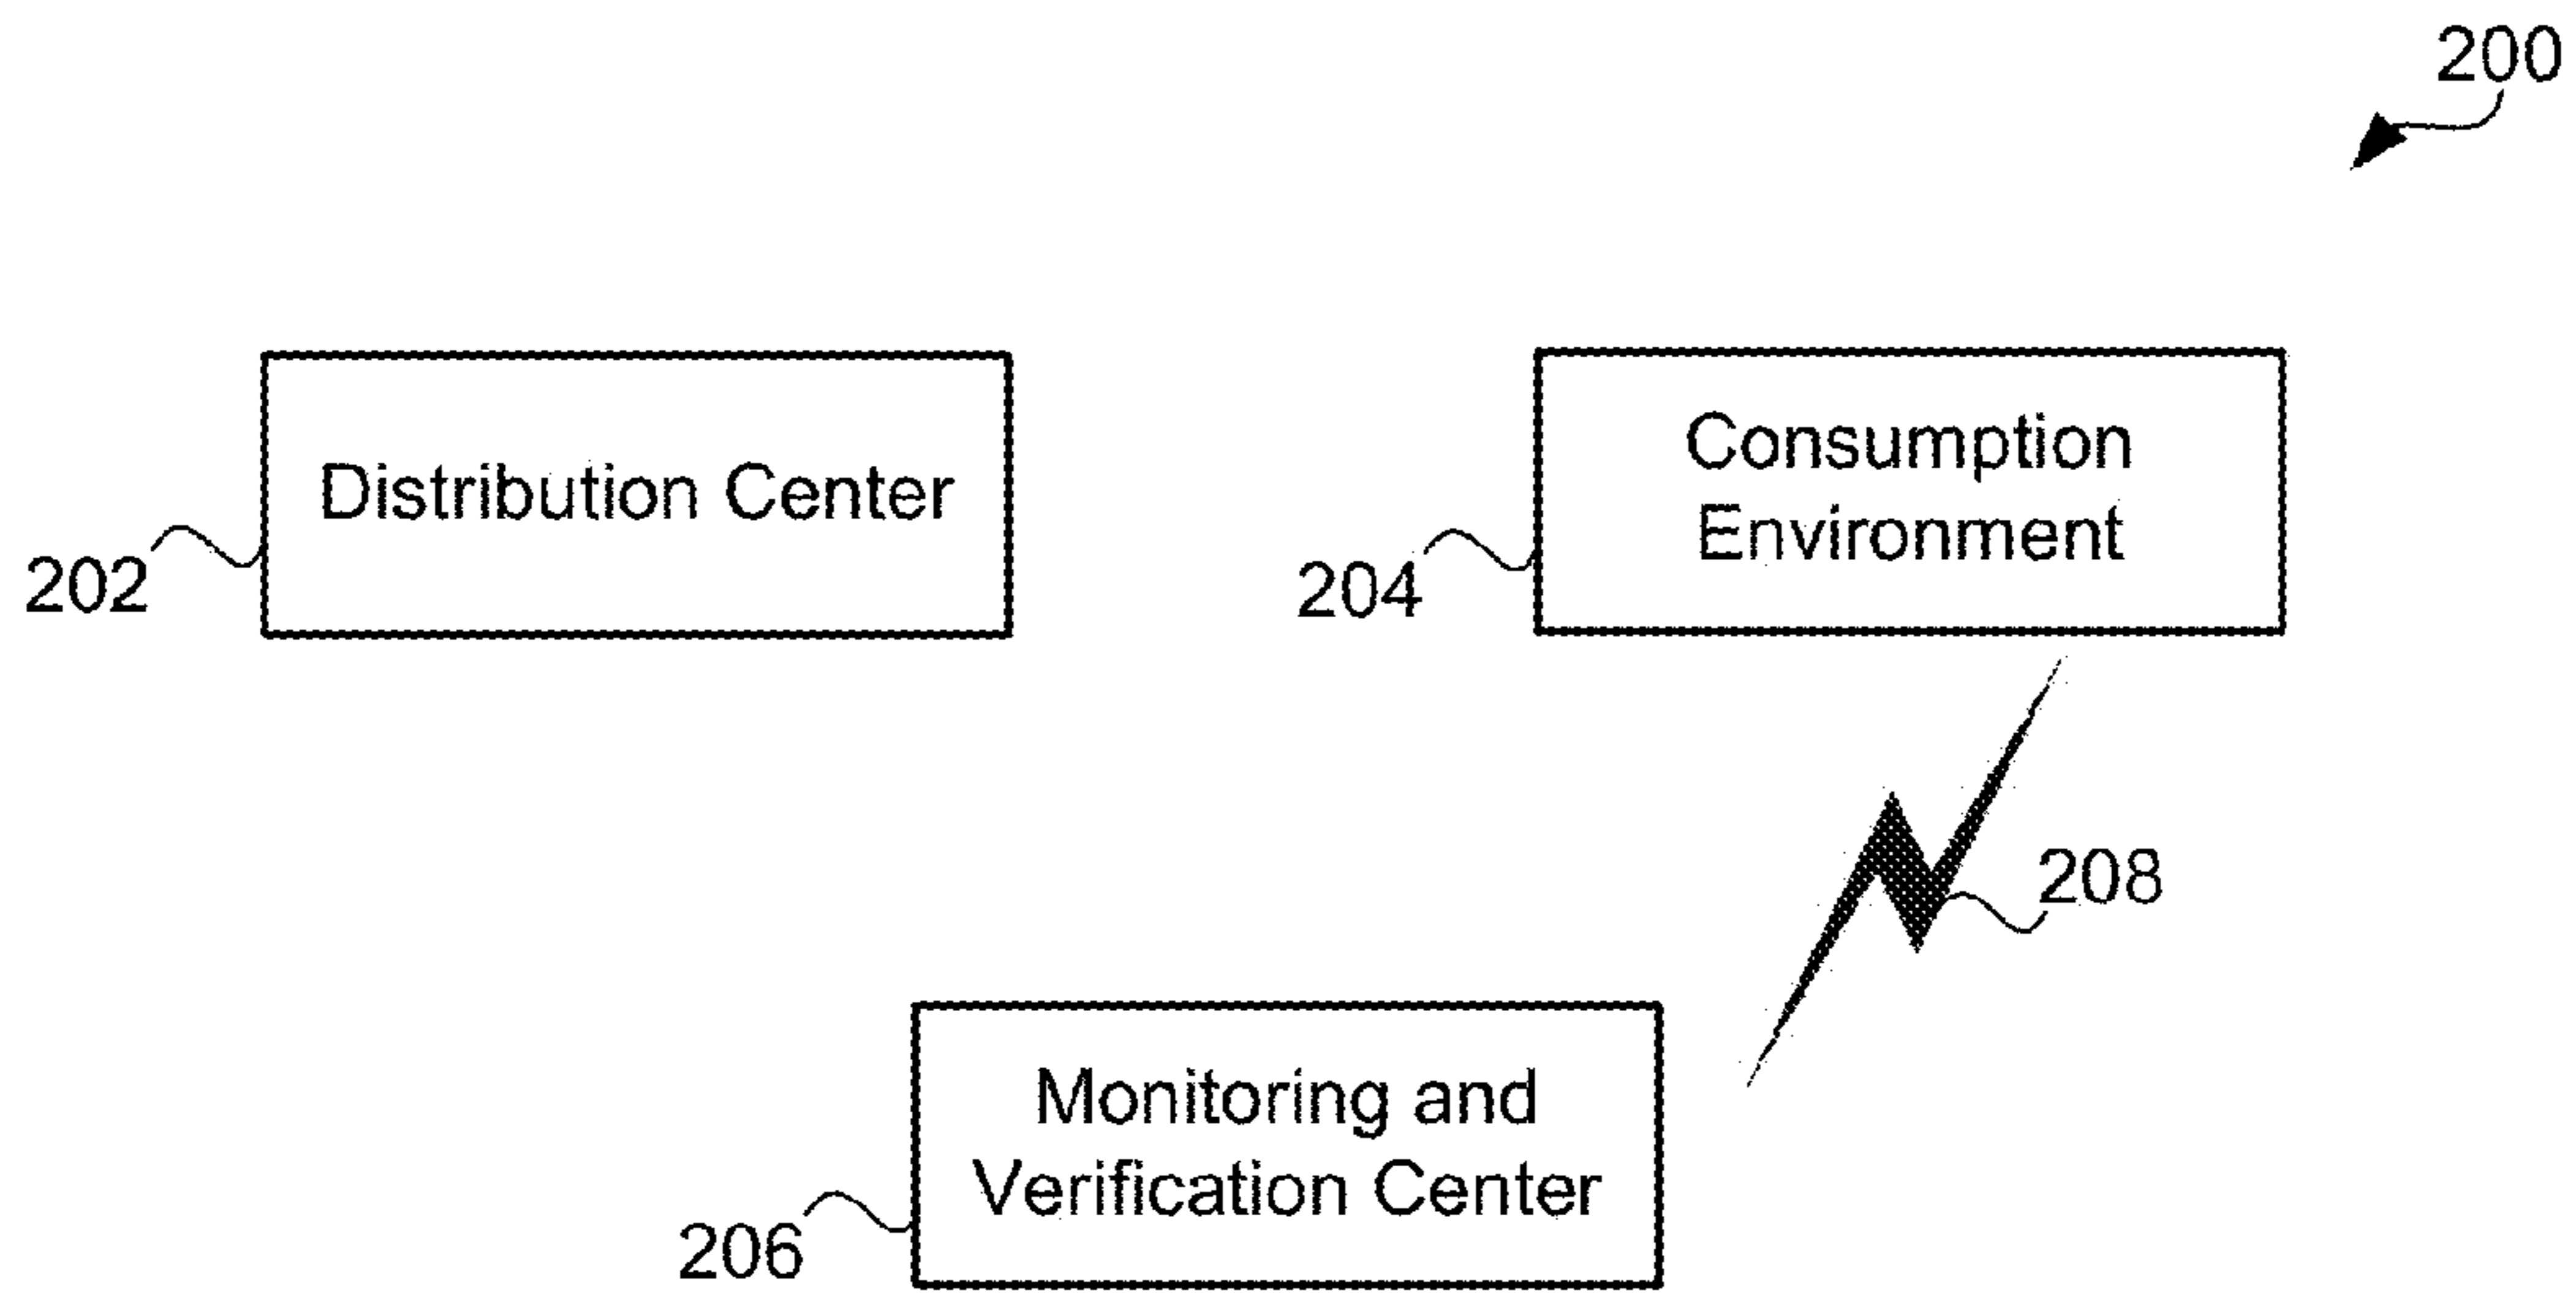 200
Distribution Center
202
Consumption
Environment
204
208
Monitoring and
Verification Center
206